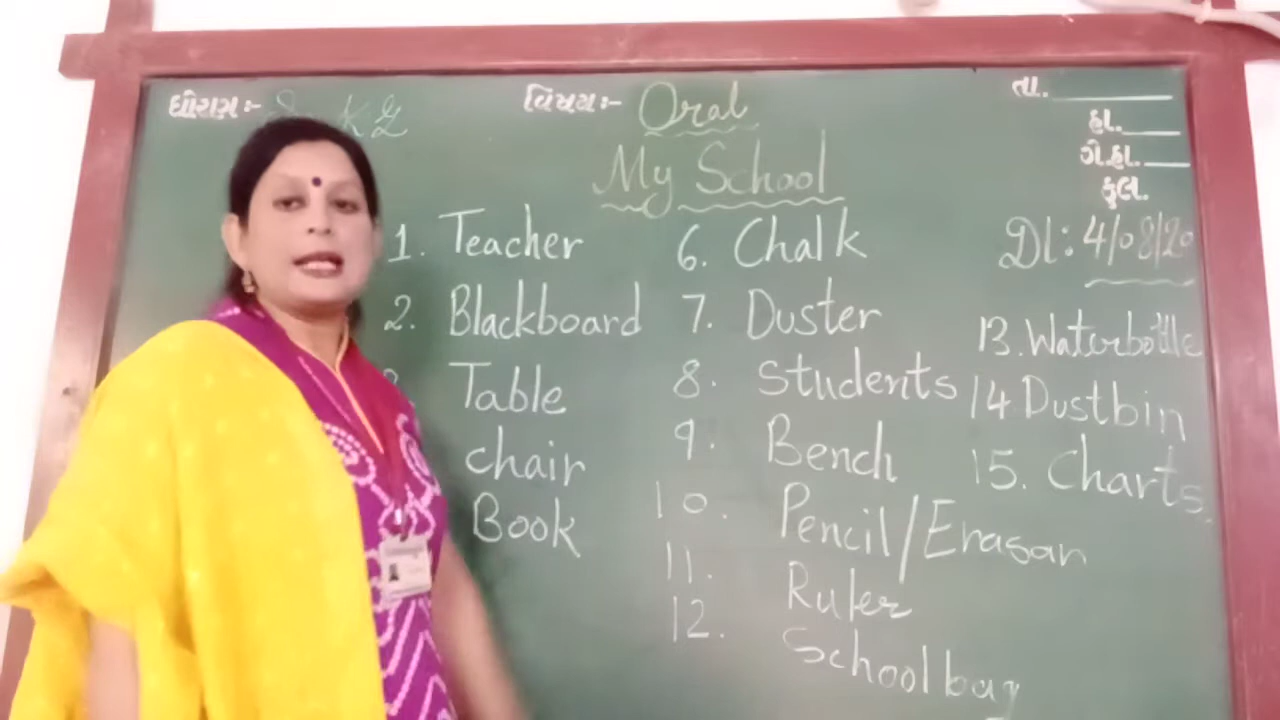 ધોરણ:- KG
વિષય:- Oral
તા.
હા.
ગે.હા.
કુલ.
My School
Dt: 4/08/20
1. Teacher
2. Blackboard
Table
chair
Book
6. Chalk
7. Duster
8. Students
9. Bench
10. Pencil/Erasar
11. Ruler
12. School bag
13. Waterbottle
14 Dustbin
15. Charts